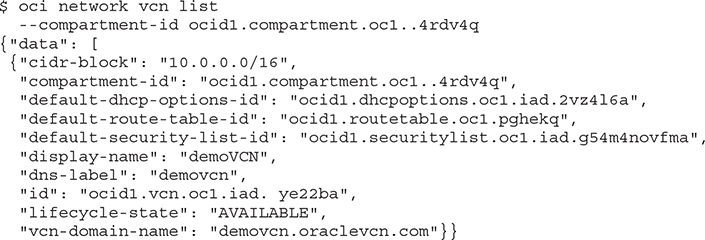 $ oci network vcn list
  --compartment-id ocid1.compartment.oc1..4rdv4q
{"data": [
 {"cidr-block": "10.0.0.0/16",
  "compartment-id": "ocid1.compartment.oc1..4rdv4q",
  "default-dhcp-options-id": "ocid1.dhcpoptions.oc1.iad.2vz4l6a",
  "default-route-table-id": "ocid1.routetable.oc1.pghekq",
  "default-security-list-id": "ocid1.securitylist.oc1.iad.g54m4novfma",
  "display-name": "demoVCN",
  "dns-label": "demovcn",
  "id": "ocid1.vcn.oc1.iad. ye22ba",
  "lifecycle-state": "AVAILABLE",
  "vcn-domain-name": "demovcn.oraclevcn.com"}}